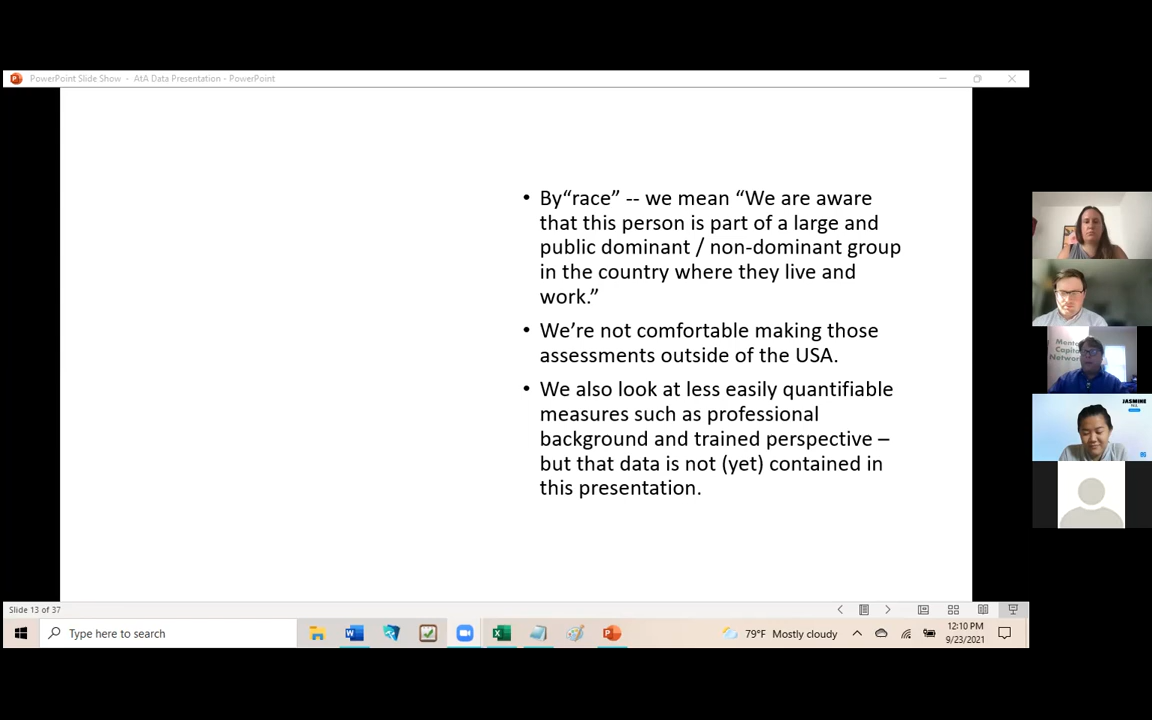 PowerPoint Slide Show - AtA Data Presentation - PowerPoint
• By“race” -- we mean “We are aware
that this person is part of a large and
public dominant / non-dominant group
in the country where they live and
work.”
• We’re not comfortable making those
assessments outside of the USA.
• We also look at less easily quantifiable
measures such as professional
background and trained perspective –
but that data is not (yet) contained in
this presentation.
Capital
Network
JASMINE
Slide 13 of 37
Type here to search
79°F Mostly cloudy
12:10 PM
9/23/2021